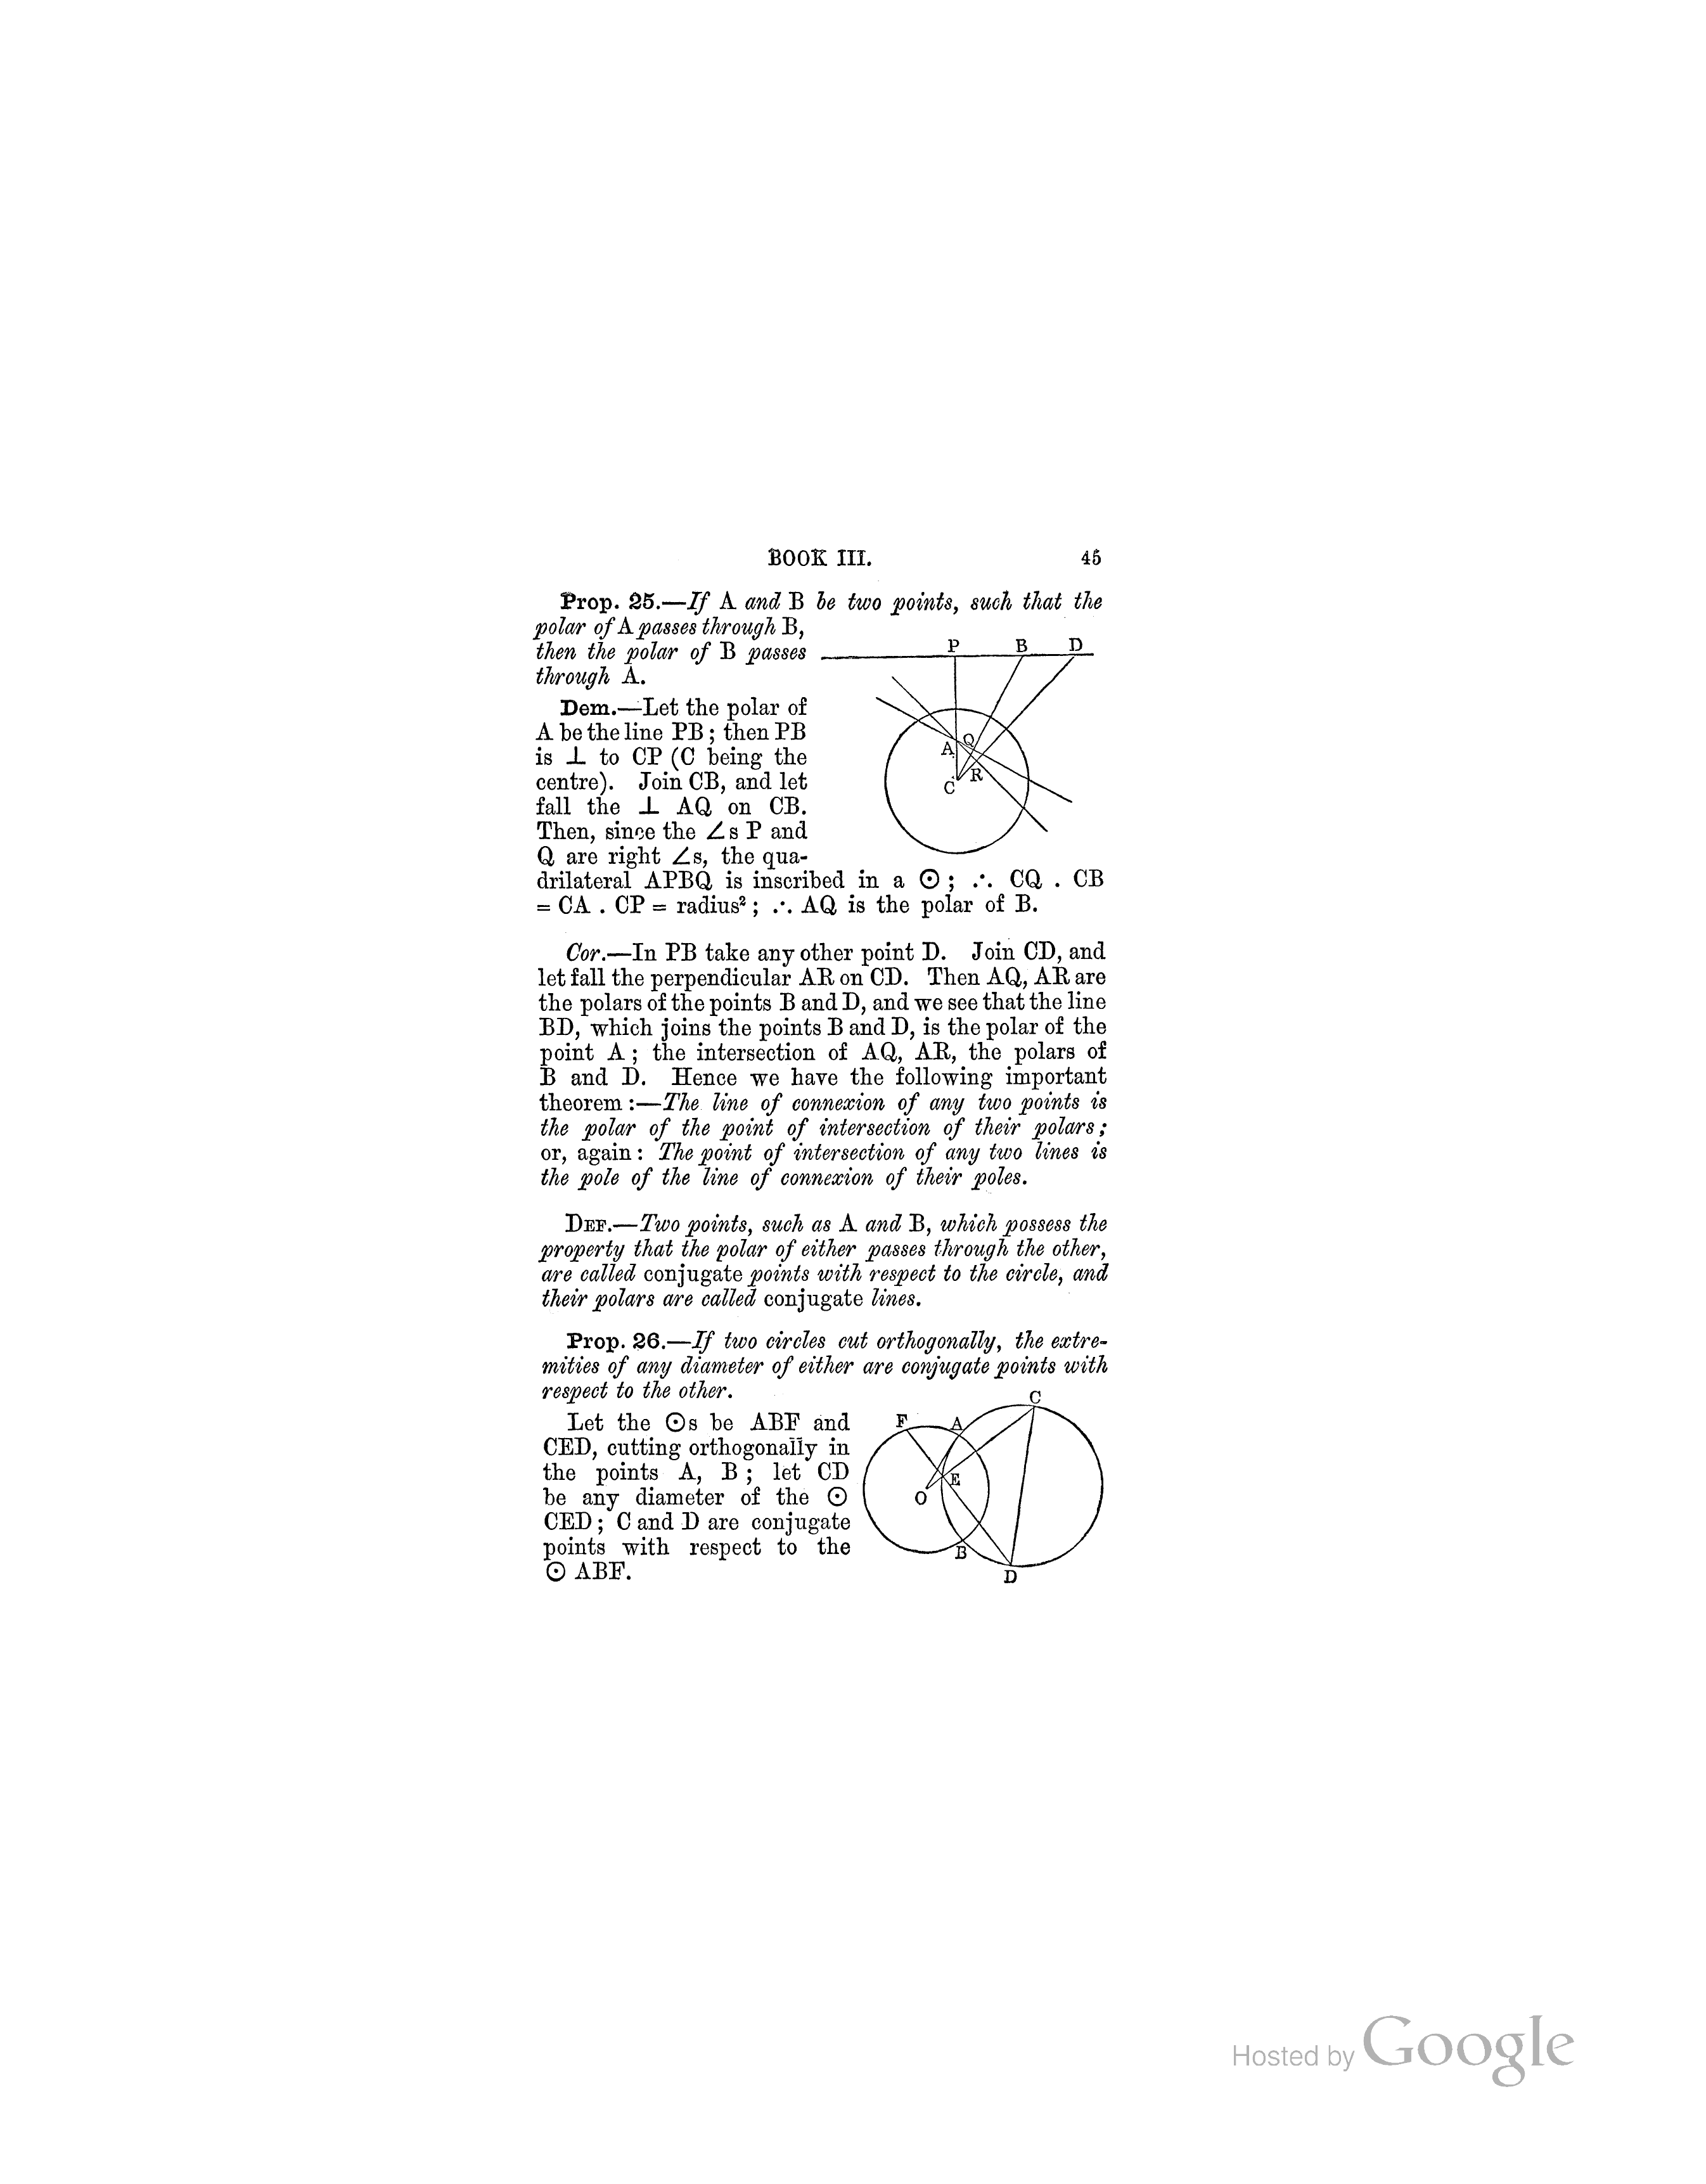 BOOK III. 45
Prop. 25.—If A and B be two points, such that the
polar of A passes through B,
then the polar of B passes
through A.
P B D
A Q
C R
Dem.—Let the polar of
A be the line PB; then PB
is ⊥ to CP (C being the
centre). Join CB, and let
fall the ⊥ AQ on CB.
Then, since the ∠s P and
Q are right ∠s, the qua-
drilateral APBQ is inscribed in a ⊙; ∴ CQ . CB
= CA . CP = radius²; ∴ AQ is the polar of B.
Cor.—In PB take any other point D. Join CD, and
let fall the perpendicular AR on CD. Then AQ, AR are
the polars of the points B and D, and we see that the line
BD, which joins the points B and D, is the polar of the
point A; the intersection of AQ, AR, the polars of
B and D. Hence we have the following important
theorem:—The line of connexion of any two points is
the polar of the point of intersection of their polars;
or, again: The point of intersection of any two lines is
the pole of the line of connexion of their poles.
DEF.—Two points, such as A and B, which possess the
property that the polar of either passes through the other,
are called conjugate points with respect to the circle, and
their polars are called conjugate lines.
Prop. 26.—If two circles cut orthogonally, the extre-
mities of any diameter of either are conjugate points with
respect to the other.
Let the ⊙s be ABF and
CED, cutting orthogonally in
the points A, B; let CD
be any diameter of the ⊙
CED; C and D are conjugate
points with respect to the
⊙ ABF.
C
F A
E
O
B
D
Hosted by Google